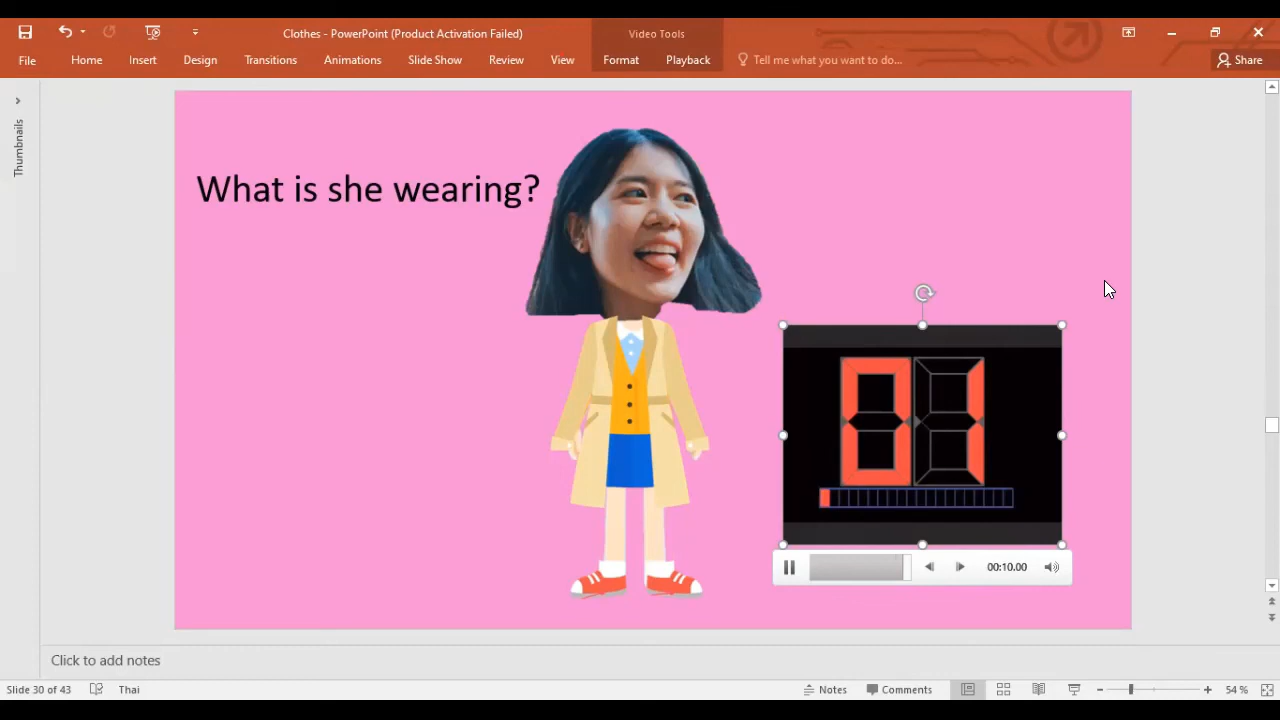 Clothes - PowerPoint (Product Activation Failed)
Video Tools
File
Home
Insert
Design
Transitions
Animations
Slide Show
Review
View
Format
Playback
Tell me what you want to do...
Share
Thumbnails
What is she wearing?
01
00:10.00
Click to add notes
Slide 30 of 43
Thai
Notes
Comments
54 %